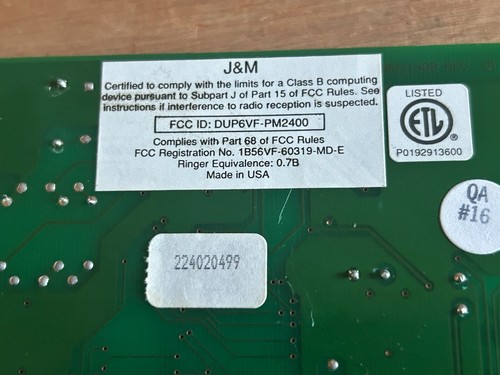 J&M
Certified to comply with the limits for a Class B computing
device pursuant to Subpart J of Part 15 of FCC Rules. See
instructions if interference to radio reception is suspected.
FCC ID: DUP6VF-PM2400
Complies with Part 68 of FCC Rules
FCC Registration No. 1B56VF-60319-MD-E
Ringer Equivalence: 0.7B
Made in USA
LISTED
ETL
P0192913600
QA
#16
224020499